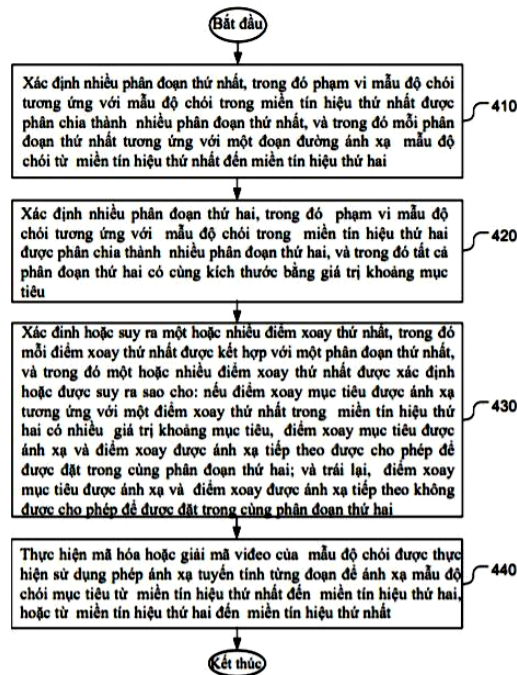 Bắt đầu
Xác định nhiều phân đoạn thứ nhất, trong đó phạm vi mẫu độ chói
tương ứng với mẫu độ chói trong miền tín hiệu thứ nhất được
phân chia thành nhiều phân đoạn thứ nhất, và trong đó mỗi phân
đoạn thứ nhất tương ứng với một đoạn đường ánh xạ mẫu độ
chói từ miền tín hiệu thứ nhất đến miền tín hiệu thứ hai
410
Xác định nhiều phân đoạn thứ hai, trong đó phạm vi mẫu độ
chói tương ứng với mẫu độ chói trong miền tín hiệu thứ hai
được phân chia thành nhiều phân đoạn thứ hai, và trong đó tất cả
phân đoạn thứ hai có cùng kích thước bằng giá trị khoảng mục
tiêu
420
Xác đinh hoặc suy ra một hoặc nhiều điểm xoay thứ nhất, trong đó
mỗi điểm xoay thứ nhất được kết hợp với một phân đoạn thứ nhất,
và trong đó một hoặc nhiều điểm xoay thứ nhất được xác định
hoặc được suy ra sao cho: nếu điểm xoay mục tiêu được ánh xạ
tương ứng với một điểm xoay thứ nhất trong miền tín hiệu thứ
hai có nhiều giá trị khoảng mục tiêu, điểm xoay mục tiêu được
ánh xạ và điểm xoay được ánh xạ tiếp theo được cho phép để
được đặt trong cùng phân đoạn thứ hai; và trái lại, điểm xoay
mục tiêu được ánh xạ và điểm xoay được ánh xạ tiếp theo không
được cho phép để được đặt trong cùng phân đoạn thứ hai
430
Thực hiện mã hóa hoặc giải mã video của mẫu độ chói được thực
hiện sử dụng phép ánh xạ tuyến tính từng đoạn để ánh xạ mẫu độ
chói mục tiêu từ miền tín hiệu thứ nhất đến miền tín hiệu thứ hai,
hoặc từ miền tín hiệu thứ hai đến miền tín hiệu thứ nhất
440
Kết thúc